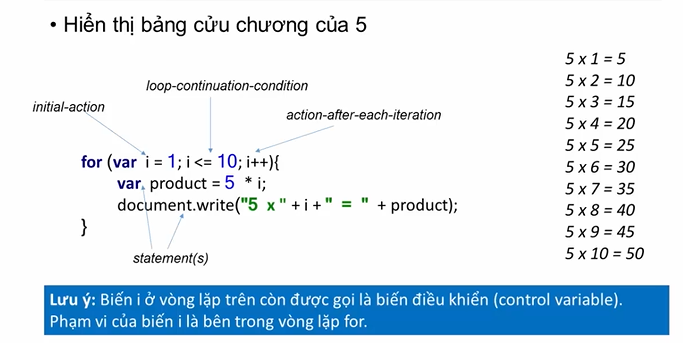 • Hiển thị bảng cửu chương của 5
loop-continuation-condition
initial-action
action-after-each-iteration
for (var i = 1; i <= 10; i++){
var product = 5 * i;
document.write("5 x " + i + " = " + product);
}
statement(s)
5 x 1 = 5
5 x 2 = 10
5 x 3 = 15
5 x 4 = 20
5 x 5 = 25
5 x 6 = 30
5 x 7 = 35
5 x 8 = 40
5 x 9 = 45
5 x 10 = 50
Lưu ý: Biến i ở vòng lặp trên còn được gọi là biến điều khiển (control variable).
Phạm vi của biến i là bên trong vòng lặp for.